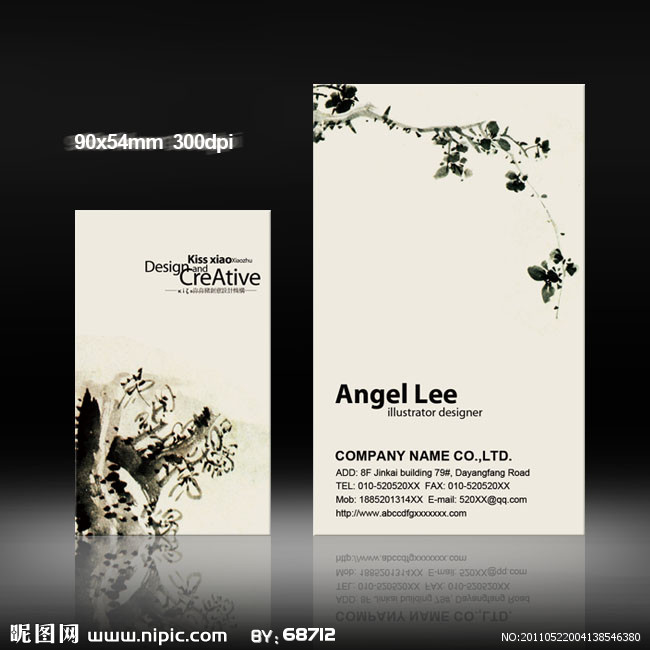 90x54mm 300dpi
Kiss xiao Xiaozhu
Design and
CreAtive
Angel Lee
illustrator designer
COMPANY NAME CO.,LTD.
ADD: 8F Jinkai building 79#, Dayangfang Road
TEL: 010-520520XX FAX: 010-520520XX
Mob: 1885201314XX E-mail: 520XX@qq.com
http://www.abccdfgxxxxxxx.com
昵图网 www.nipic.com BY: 68712
NO:20110522004138546380